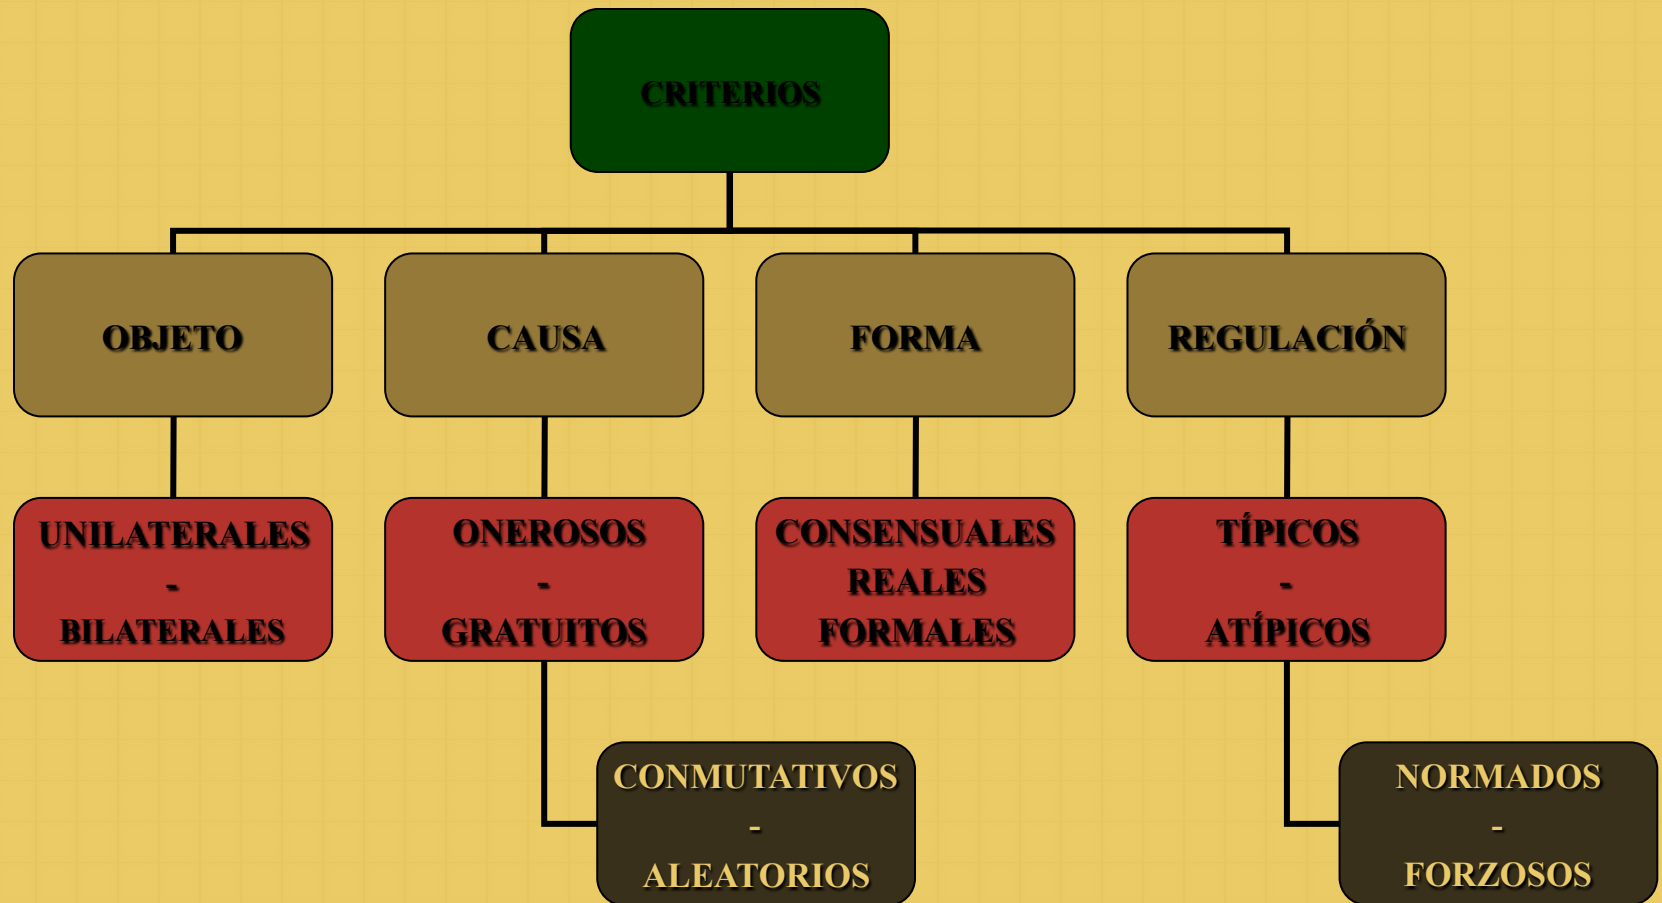 CRITERIOS
OBJETO
CAUSA
FORMA
REGULACIÓN
UNILATERALES
-
BILATERALES
ONEROSOS
-
GRATUITOS
CONSENSUALES
REALES
FORMALES
TÍPICOS
-
ATÍPICOS
CONMUTATIVOS
-
ALEATORIOS
NORMADOS
-
FORZOSOS